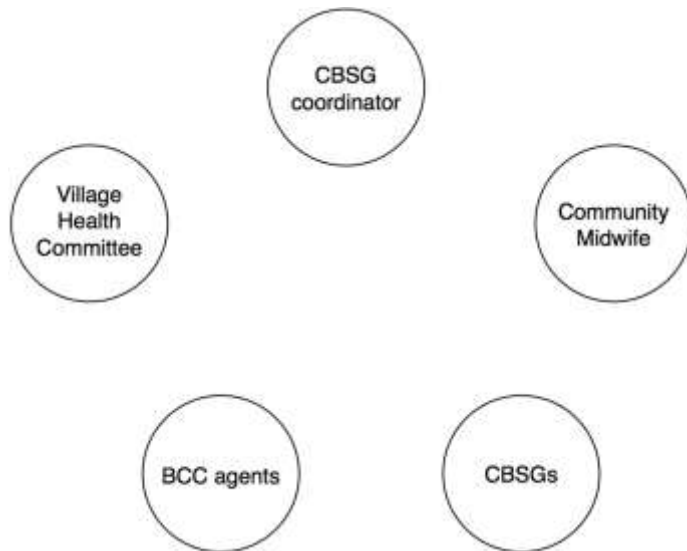 CBSG
coordinator
Village
Health
Committee
Community
Midwife
BCC agents
CBSGs